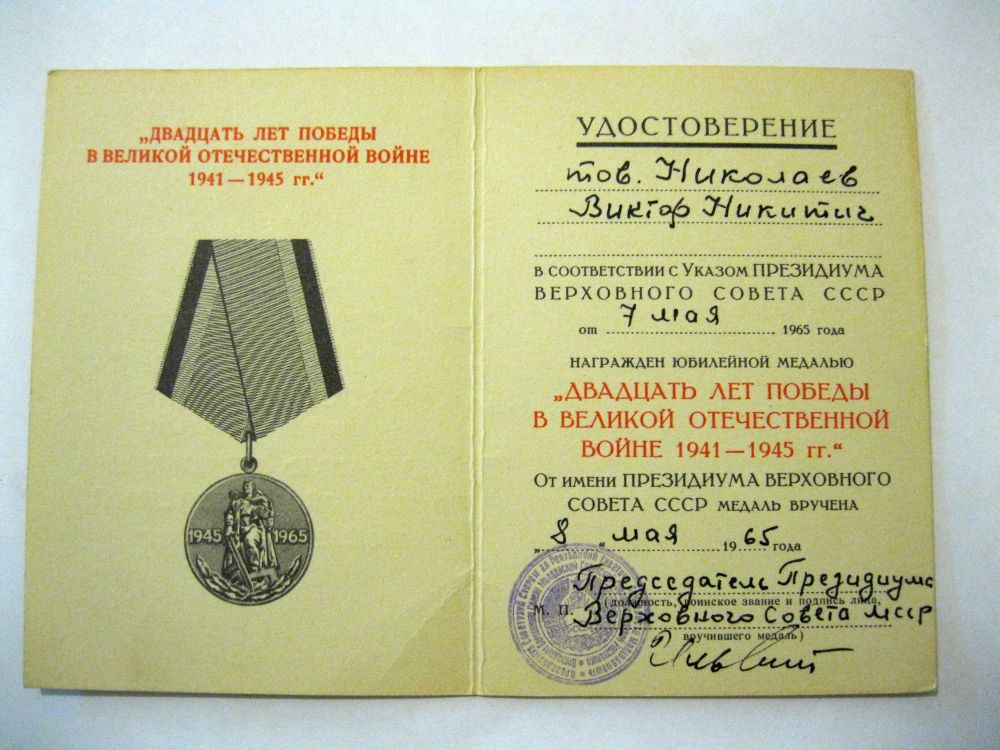 „ДВАДЦАТЬ ЛЕТ ПОБЕДЫ
В ВЕЛИКОЙ ОТЕЧЕСТВЕННОЙ ВОЙНЕ
1941—1945 гг.“
1945 1965
УДОСТОВЕРЕНИЕ
тов. Николаев
Виктор Никитич
В СООТВЕТСТВИИ С УКАЗОМ ПРЕЗИДИУМА
ВЕРХОВНОГО СОВЕТА СССР
от 7 мая 1965 года
НАГРАЖДЕН ЮБИЛЕЙНОЙ МЕДАЛЬЮ
„ДВАДЦАТЬ ЛЕТ ПОБЕДЫ
В ВЕЛИКОЙ ОТЕЧЕСТВЕННОЙ
ВОЙНЕ 1941—1945 гг.“
От имени ПРЕЗИДИУМА ВЕРХОВНОГО
СОВЕТА СССР МЕДАЛЬ ВРУЧЕНА
„8“ мая 1965 года
Председатель Президиума
(должность, воинское звание и подпись лица,
М. П. Верховного Совета МССР
вручившего медаль)